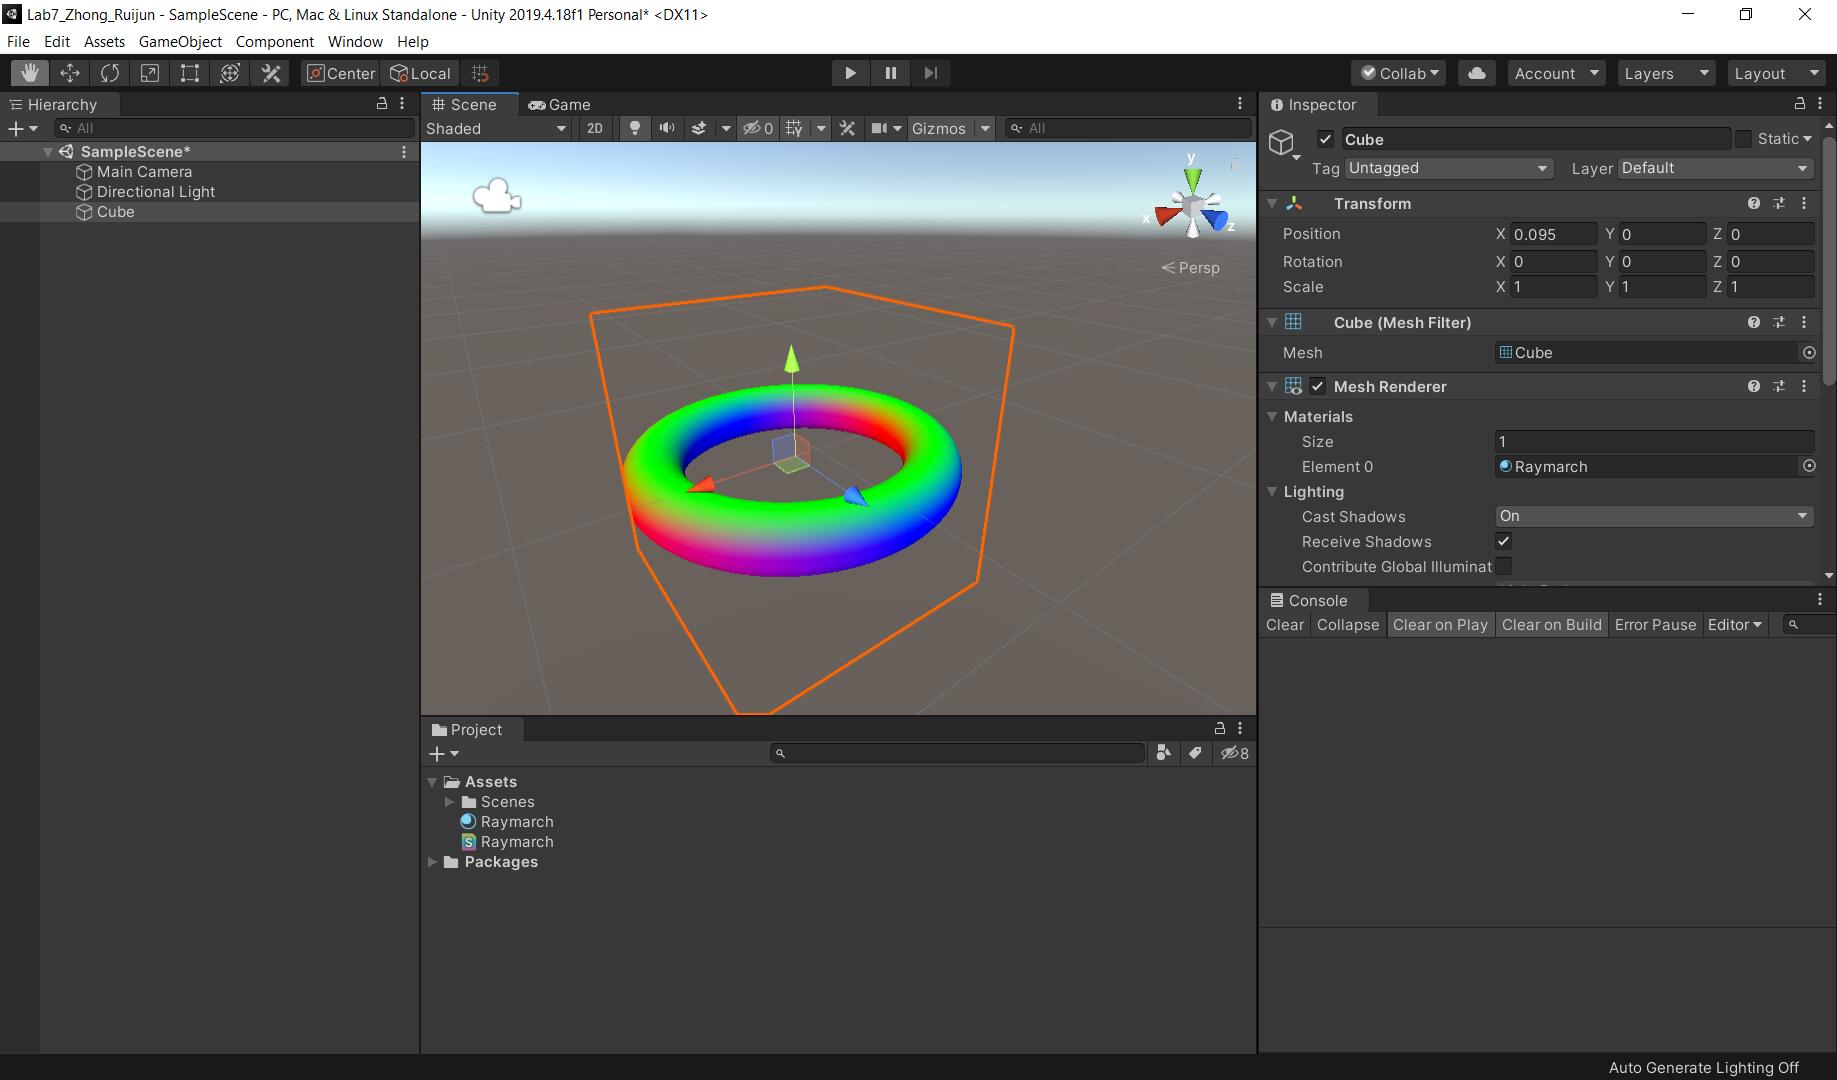 Lab7_Zhong_Ruijun - SampleScene - PC, Mac & Linux Standalone - Unity 2019.4.18f1 Personal* <DX11>
File Edit Assets GameObject Component Window Help
Center Local Collab Account Layers Layout
Hierarchy
All
SampleScene*
Main Camera
Directional Light
Cube
Scene Game
Shaded 2D 0 Gizmos All
y
x
z
Persp
Project
8
Assets
Scenes
Raymarch
S Raymarch
Packages
Inspector
Cube Static
Tag Untagged Layer Default
Transform
Position X 0.095 Y 0 Z 0
Rotation X 0 Y 0 Z 0
Scale X 1 Y 1 Z 1
Cube (Mesh Filter)
Mesh Cube
Mesh Renderer
Materials
Size 1
Element 0 Raymarch
Lighting
Cast Shadows On
Receive Shadows
Contribute Global Illuminat
Console
Clear Collapse Clear on Play Clear on Build Error Pause Editor
Auto Generate Lighting Off